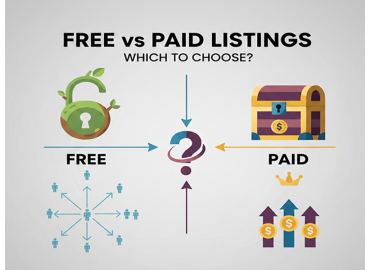 FREE vs PAID LISTINGS
WHICH TO CHOOSE?
?
FREE
PAID
$
$ $ $